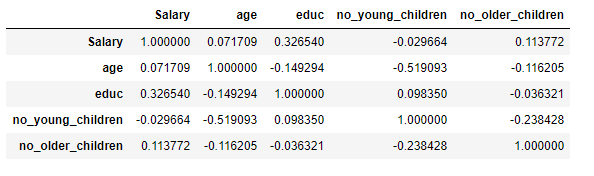 Salary age educ no_young_children no_older_children
Salary 1.000000 0.071709 0.326540 -0.029664 0.113772
age 0.071709 1.000000 -0.149294 -0.519093 -0.116205
educ 0.326540 -0.149294 1.000000 0.098350 -0.036321
no_young_children -0.029664 -0.519093 0.098350 1.000000 -0.238428
no_older_children 0.113772 -0.116205 -0.036321 -0.238428 1.000000